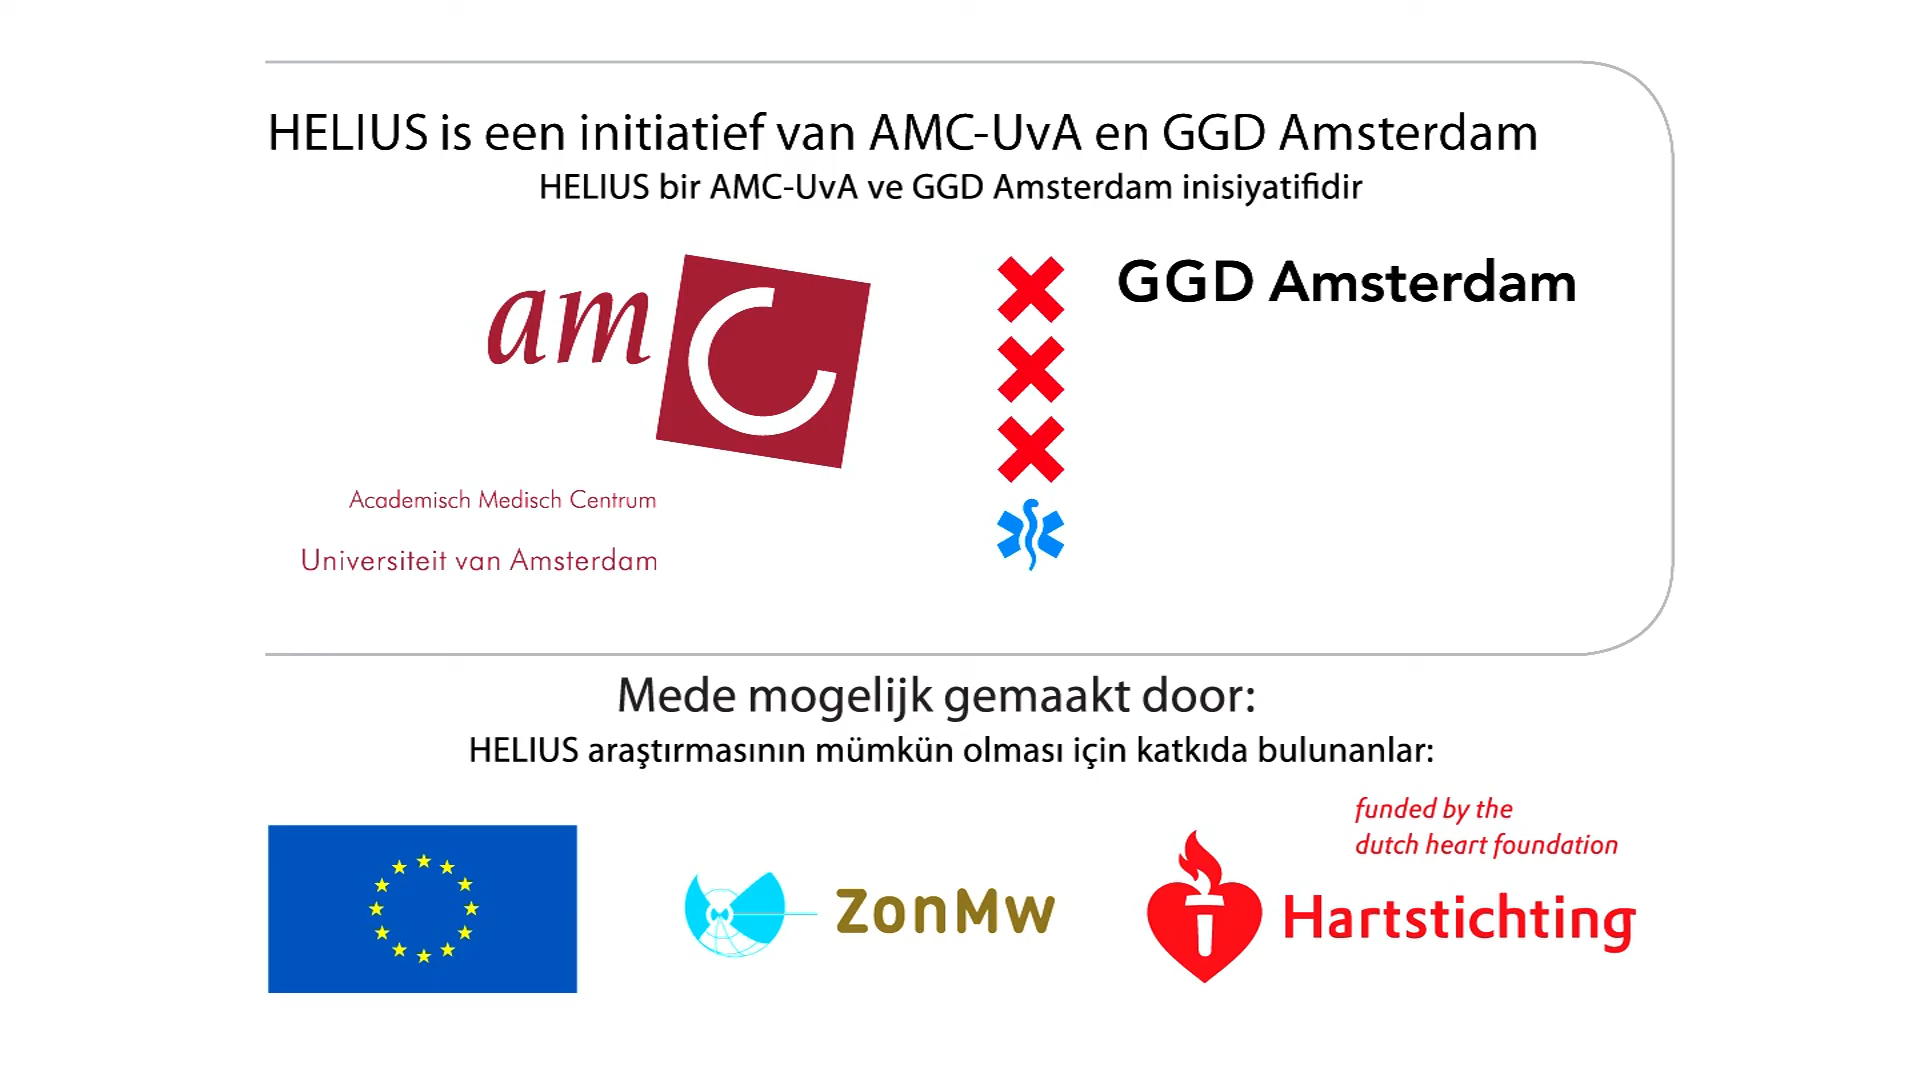 HELIUS is een initiatief van AMC-UvA en GGD Amsterdam
HELIUS bir AMC-UvA ve GGD Amsterdam inisiyatifidir
amC
GGD Amsterdam
Academisch Medisch Centrum
Universiteit van Amsterdam
Mede mogelijk gemaakt door:
HELIUS araştırmasının mümkün olması için katkıda bulunanlar:
funded by the
dutch heart foundation
ZonMw
Hartstichting